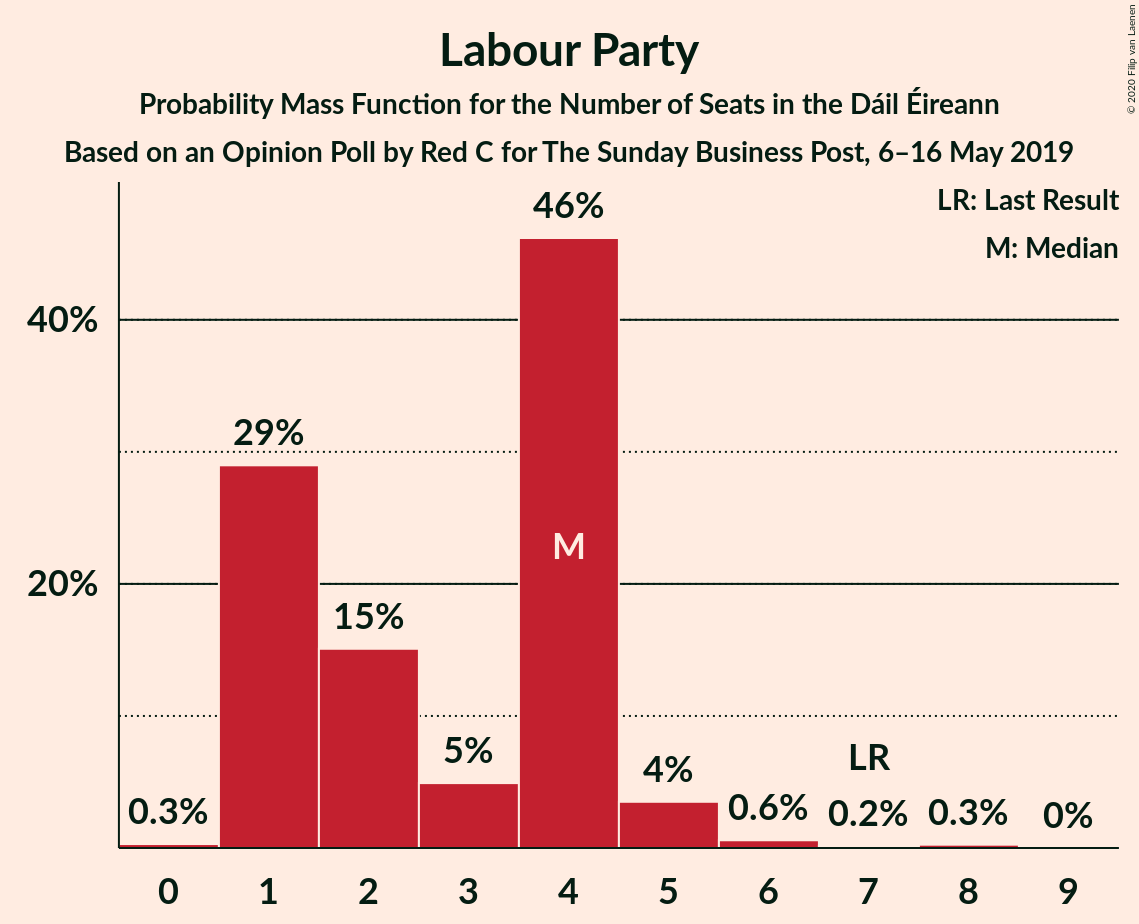 Labour Party
Probability Mass Function for the Number of Seats in the Dáil Éireann
Based on an Opinion Poll by Red C for The Sunday Business Post, 6–16 May 2019
© 2020 Filip van Laenen
LR: Last Result
M: Median
40%
20%
0.3%
29%
15%
5%
46%
M
4%
0.6%
LR
0.2%
0.3%
0%
0 1 2 3 4 5 6 7 8 9